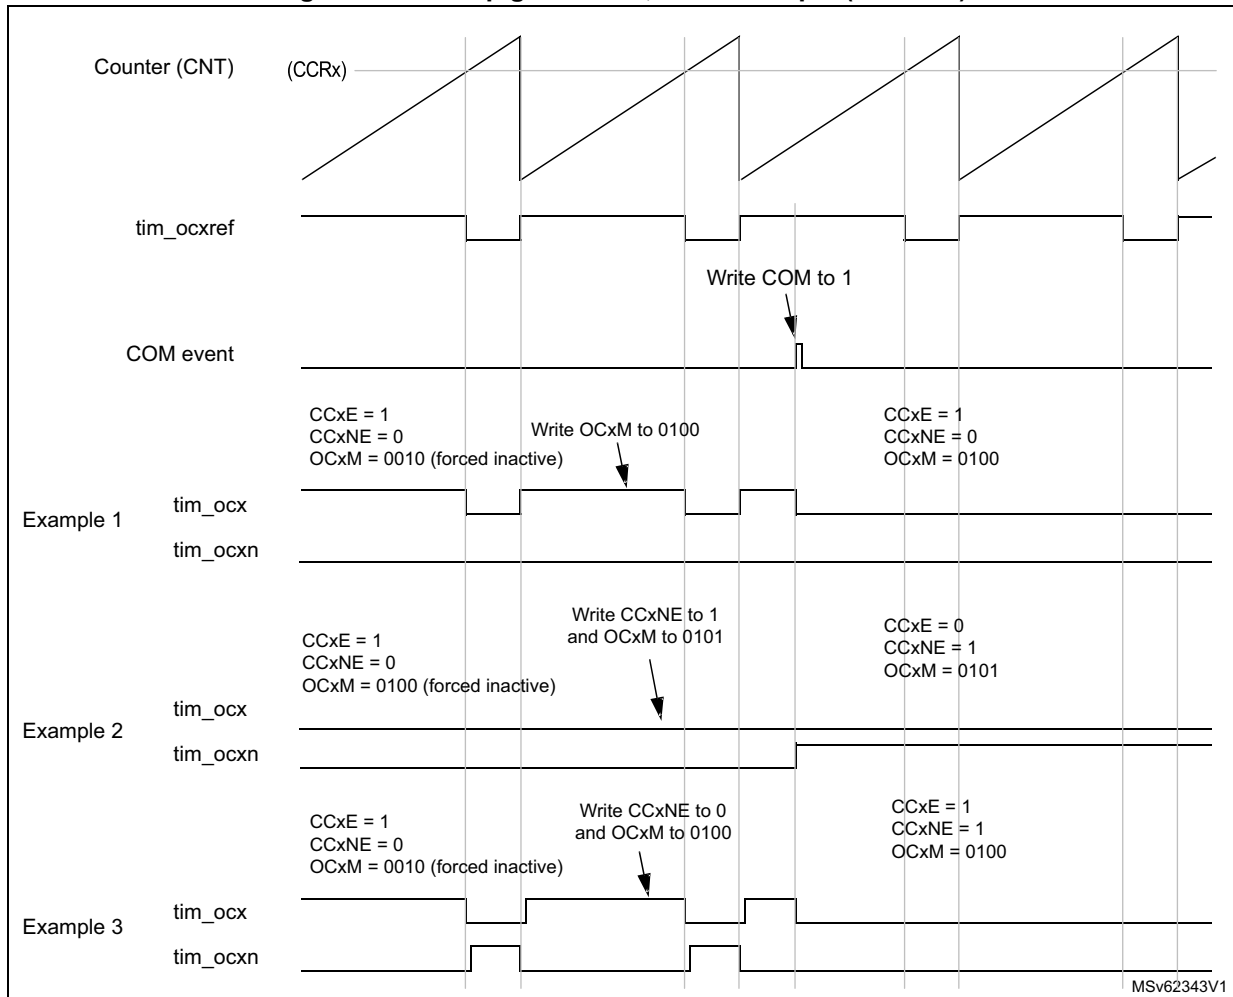 Counter (CNT)
(CCRx)
tim_ocxref
Write COM to 1
COM event
CCxE = 1
CCxNE = 0
OCxM = 0010 (forced inactive)
Write OCxM to 0100
CCxE = 1
CCxNE = 0
OCxM = 0100
Example 1
tim_ocx
tim_ocxn
CCxE = 1
CCxNE = 0
OCxM = 0100 (forced inactive)
Write CCxNE to 1
and OCxM to 0101
CCxE = 0
CCxNE = 1
OCxM = 0101
Example 2
tim_ocx
tim_ocxn
CCxE = 1
CCxNE = 0
OCxM = 0010 (forced inactive)
Write CCxNE to 0
and OCxM to 0100
CCxE = 1
CCxNE = 1
OCxM = 0100
Example 3
tim_ocx
tim_ocxn
MSv62343V1